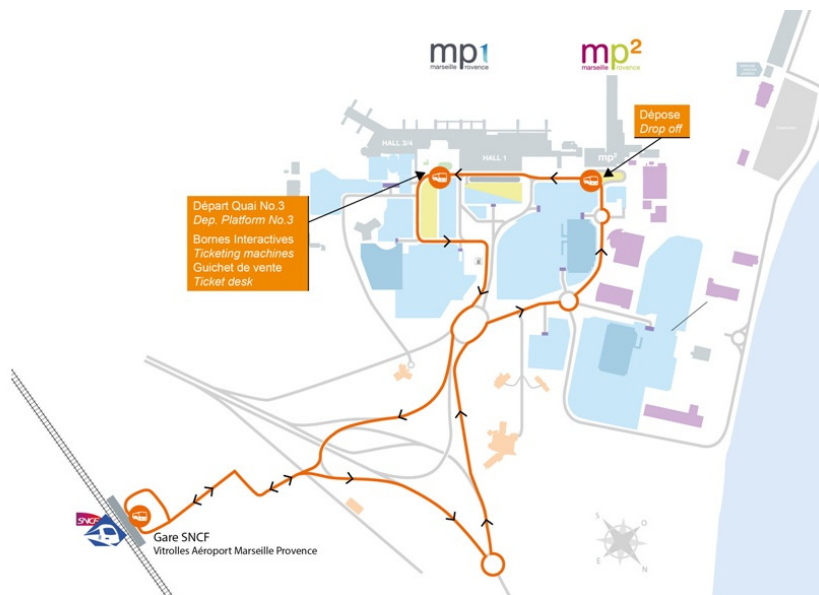 mp1
marseille provence
mp2
marseille provence
Dépose
Drop off
HALL 3/4
HALL 1
mp2
Départ Quai No.3
Dep. Platform No.3
Bornes Interactives
Ticketing machines
Guichet de vente
Ticket desk
SNCF
Gare SNCF
Vitrolles Aéroport Marseille Provence
S
O
E
N